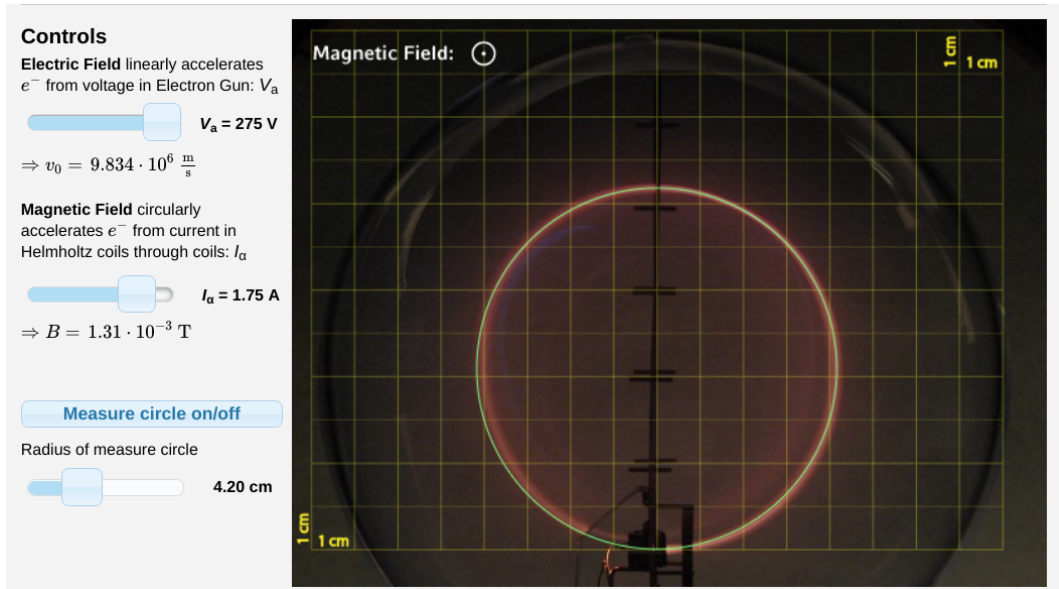 Controls
Electric Field linearly accelerates
e⁻ from voltage in Electron Gun: Vₐ
Vₐ = 275 V
⇒ v₀ = 9.834 · 10⁶ m/s
Magnetic Field circularly
accelerates e⁻ from current in
Helmholtz coils through coils: I_α
I_α = 1.75 A
⇒ B = 1.31 · 10⁻³ T
Measure circle on/off
Radius of measure circle
4.20 cm
Magnetic Field:
1 cm
1 cm
1 cm
1 cm